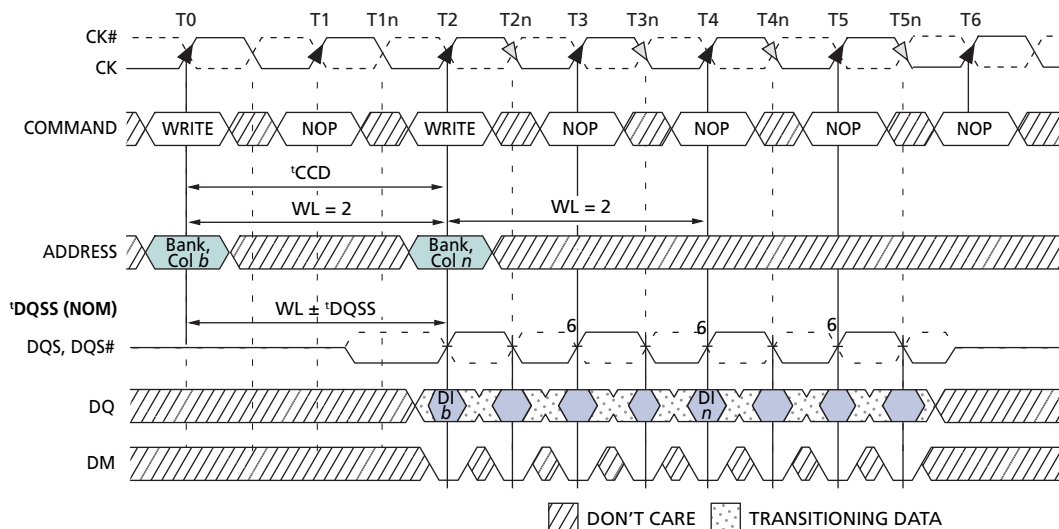 T0 T1 T1n T2 T2n T3 T3n T4 T4n T5 T5n T6
CK#
CK
COMMAND WRITE NOP WRITE NOP NOP NOP NOP
tCCD
WL = 2 WL = 2
ADDRESS Bank, Col b Bank, Col n
tDQSS (NOM) WL ± tDQSS
6 6 6
DQS, DQS#
DQ DI b DI n
DM
DON'T CARE TRANSITIONING DATA